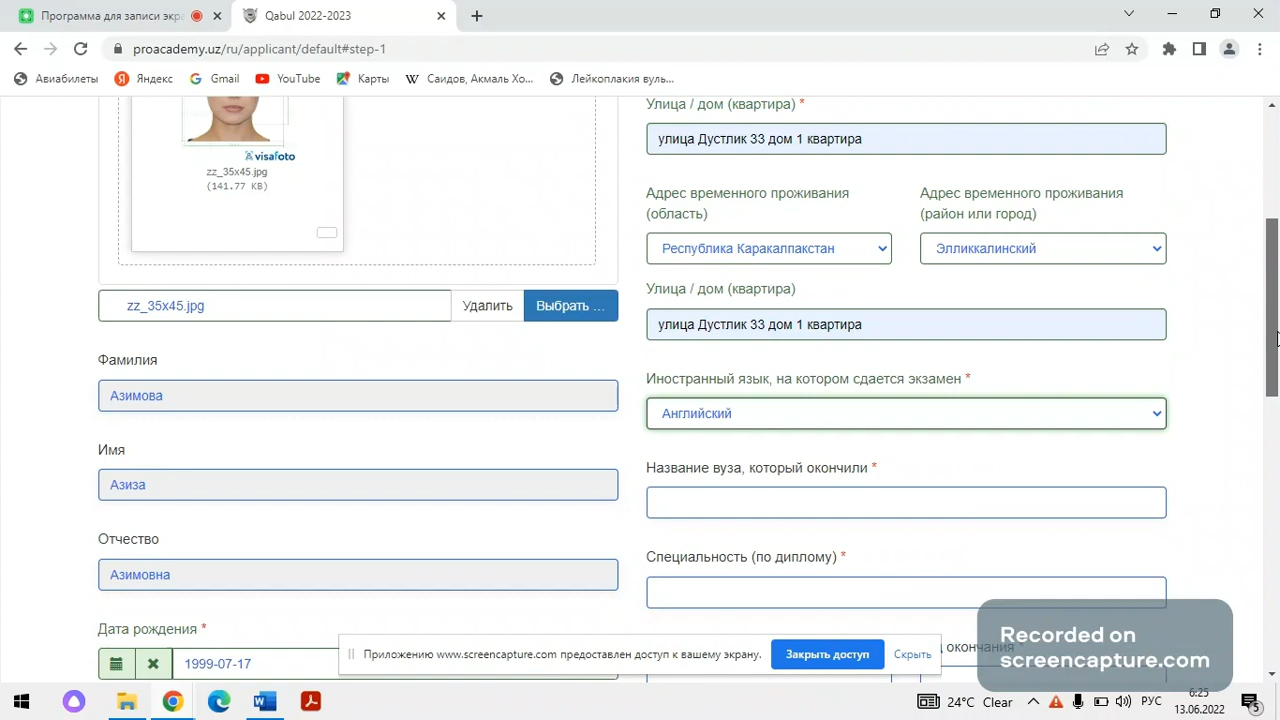 Программа для записи экра
Qabul 2022-2023
proacademy.uz/ru/applicant/default#step-1
Авиабилеты
Яндекс
Gmail
YouTube
Карты
Саидов, Акмаль Хо...
Лейкоплакия вуль...
visafoto
zz_35x45.jpg
(141.77 KB)
zz_35x45.jpg
Удалить
Выбрать ...
Фамилия
Азимова
Имя
Азиза
Отчество
Азимовна
Дата рождения *
1999-07-17
Улица / дом (квартира) *
улица Дустлик 33 дом 1 квартира
Адрес временного проживания
(область)
Республика Каракалпакстан
Адрес временного проживания
(район или город)
Элликкалинский
Улица / дом (квартира)
улица Дустлик 33 дом 1 квартира
Иностранный язык, на котором сдается экзамен *
Английский
Название вуза, который окончили *
Специальность (по диплому) *
окончания *
Приложению www.screencapture.com предоставлен доступ к вашему экрану.
Закрыть доступ
Скрыть
Recorded on
screencapture.com
24°C Clear
РУС
6:25
13.06.2022
5